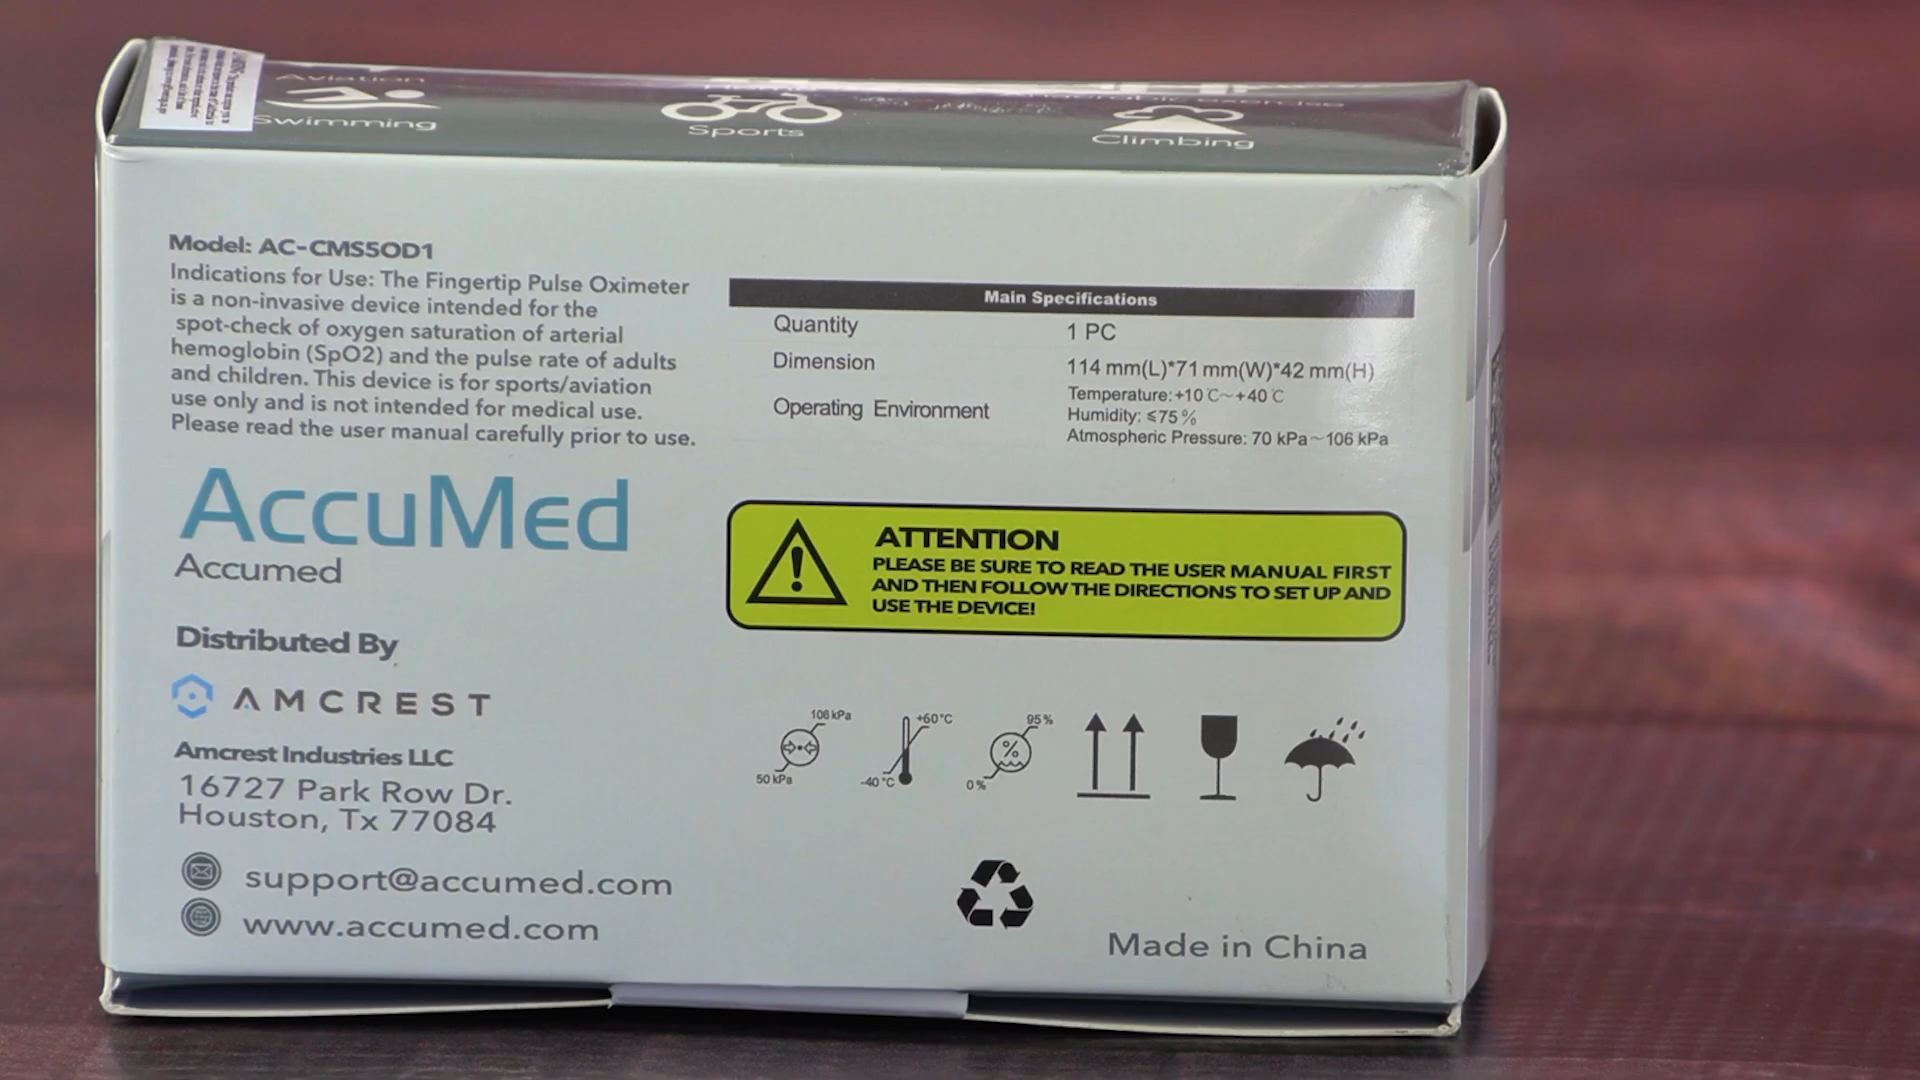 Aviation
Swimming
Sports
Climbing
Model: AC-CMS50D1
Indications for Use: The Fingertip Pulse Oximeter
is a non-invasive device intended for the
spot-check of oxygen saturation of arterial
hemoglobin (SpO2) and the pulse rate of adults
and children. This device is for sports/aviation
use only and is not intended for medical use.
Please read the user manual carefully prior to use.
AccuMed
Accumed
Distributed By
AMCREST
Amcrest Industries LLC
16727 Park Row Dr.
Houston, Tx 77084
support@accumed.com
www.accumed.com
Main Specifications
Quantity 1 PC
Dimension 114 mm(L)*71 mm(W)*42 mm(H)
Operating Environment Temperature:+10℃~+40℃
Humidity: ≤75%
Atmospheric Pressure: 70 kPa~106 kPa
ATTENTION
PLEASE BE SURE TO READ THE USER MANUAL FIRST
AND THEN FOLLOW THE DIRECTIONS TO SET UP AND
USE THE DEVICE!
106 kPa
50 kPa
+60°C
-40°C
95%
%
0%
Made in China